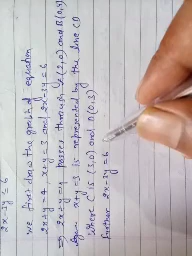 2x-3y ≤ 6
we first draw the graph of equation
2x+y=4 x+y=3 and 2x-3y=6
⇒ 2x+y=4 passes through A(2,0) and B(0,4)
Again x+y=3 is represented by the line CD
Where C is (3,0) and D(0,3)
further 2x-3y=6